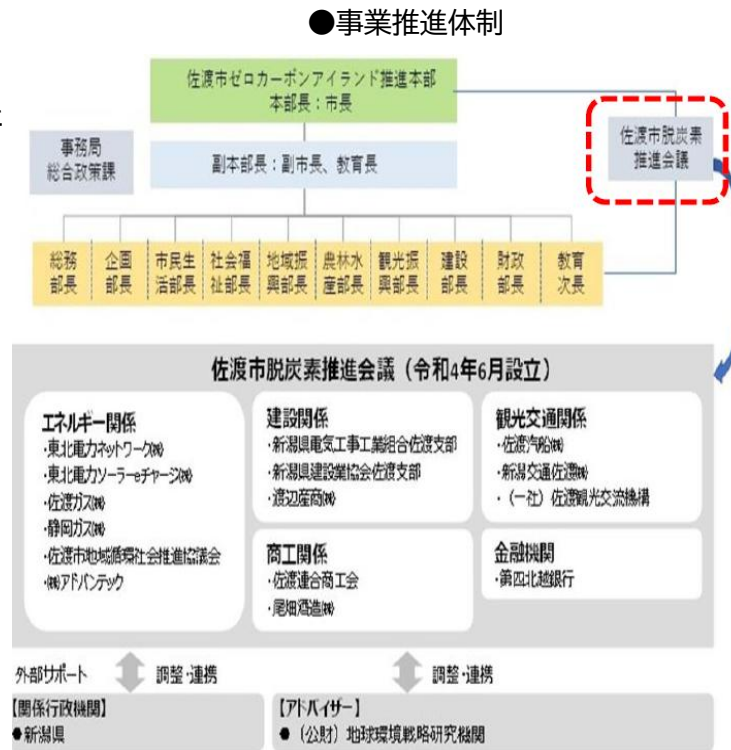 ●事業推進体制
佐渡市ゼロカーボンアイランド推進本部
本部長：市長
事務局
総合政策課
副本部長：副市長、教育長
佐渡市脱炭素
推進会議
総務
部長
企画
部長
市民生
活部長
社会福
祉部長
地域振
興部長
農林水
産部長
観光振
興部長
建設
部長
財政
部長
教育
次長
佐渡市脱炭素推進会議（令和4年6月設立）
エネルギー関係
・東北電力ネットワーク㈱
・東北電力ソーラーeチャージ㈱
・佐渡ガス㈱
・静岡ガス㈱
・佐渡市地域循環社会推進協議会
・㈱アドバンテック
建設関係
・新潟県電気工事工業組合佐渡支部
・新潟県建設業協会佐渡支部
・渡辺産商㈱
観光交通関係
・佐渡汽船㈱
・新潟交通佐渡㈱
・（一社）佐渡観光交流機構
商工関係
・佐渡連合商工会
・尾畑酒造㈱
金融機関
・第四北越銀行
外部サポート
調整・連携
調整・連携
【関係行政機関】
●新潟県
【アドバイザー】
●（公財）地球環境戦略研究機関